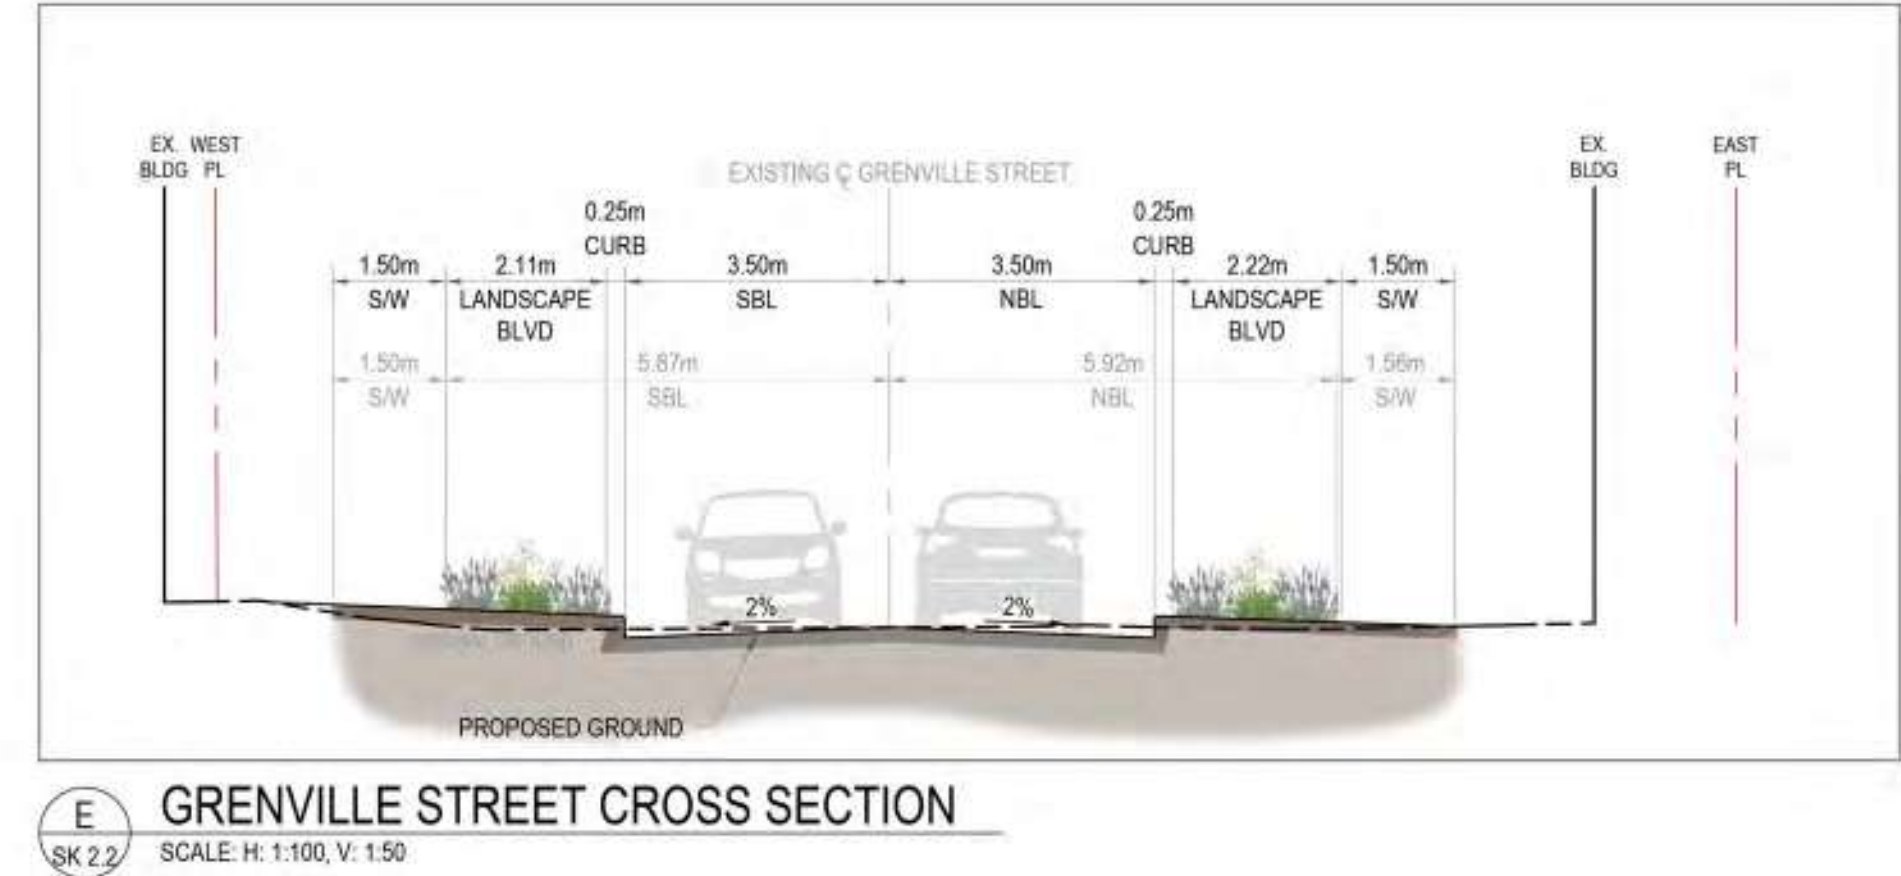 EX. WEST
BLDG PL
EX.
BLDG
EAST
PL
EXISTING ⅊ GRENVILLE STREET
0.25m
CURB
0.25m
CURB
1.50m 2.11m 3.50m 3.50m 2.22m 1.50m
S/W LANDSCAPE SBL NBL LANDSCAPE S/W
BLVD BLVD
1.50m 5.87m 5.92m 1.56m
S/W SBL NBL S/W
2% 2%
PROPOSED GROUND
E
SK 2.2
GRENVILLE STREET CROSS SECTION
SCALE: H: 1:100, V: 1:50